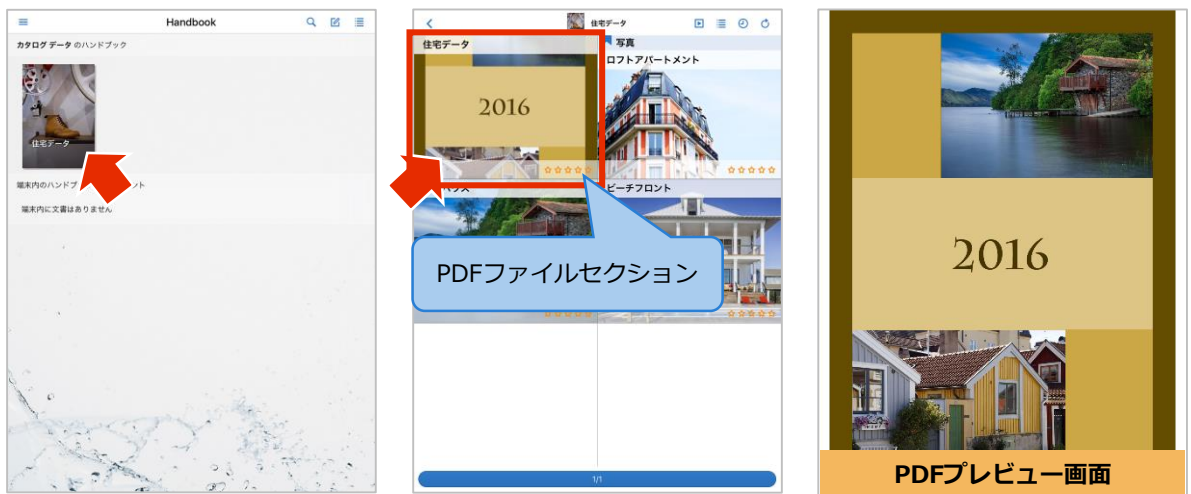 Handbook
カタログ データ のハンドブック
住宅データ
端末内のハンドブ
ント
端末内に文書はありません
住宅データ
住宅データ
2016
写真
ロフトアパートメント
ビーチフロント
PDFファイルセクション
1/1
2016
PDFプレビュー画面